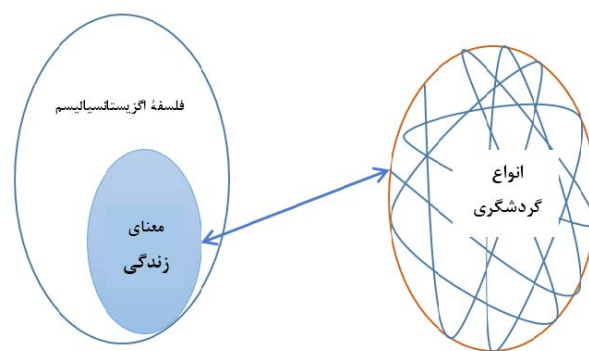 فلسفهٔ اگزیستانسیالیسم
معنای
زندگی
انواع
گردشگری